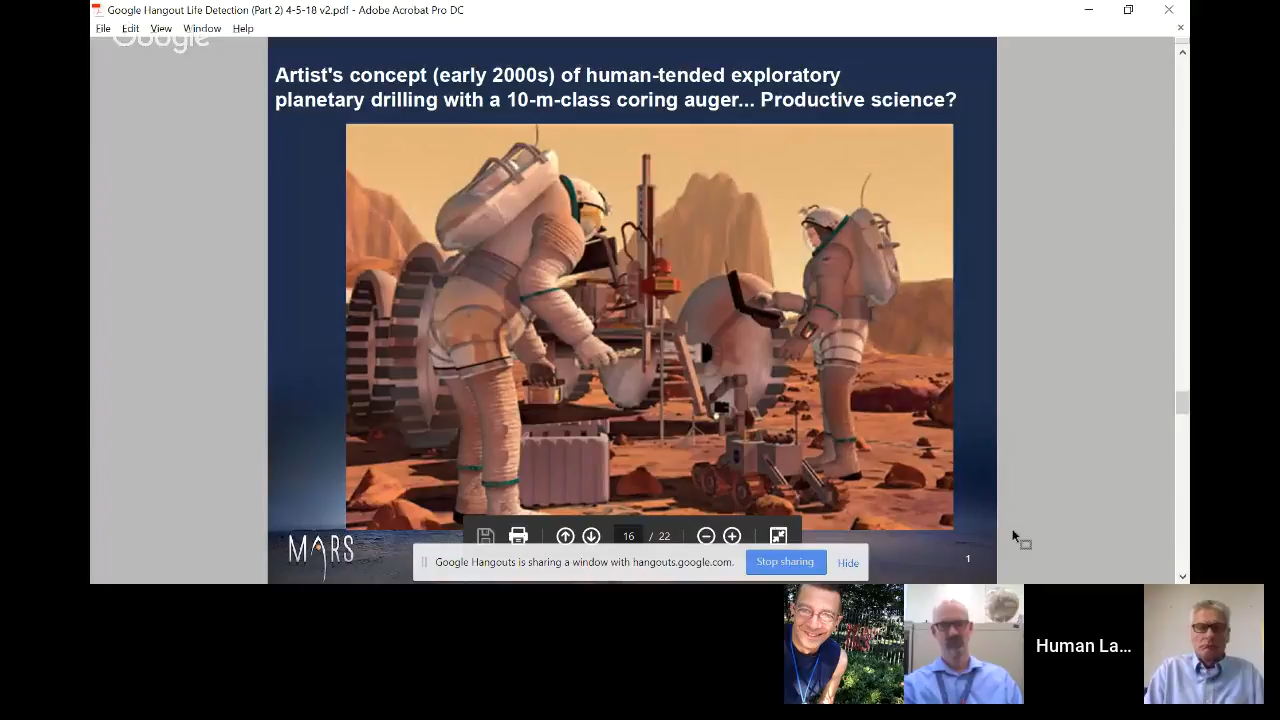 Google Hangout Life Detection (Part 2) 4-5-18 v2.pdf - Adobe Acrobat Pro DC
File Edit View Window Help
Google
Artist's concept (early 2000s) of human-tended exploratory
planetary drilling with a 10-m-class coring auger... Productive science?
16 / 22
MARS
Google Hangouts is sharing a window with hangouts.google.com. Stop sharing Hide
1
Human La...